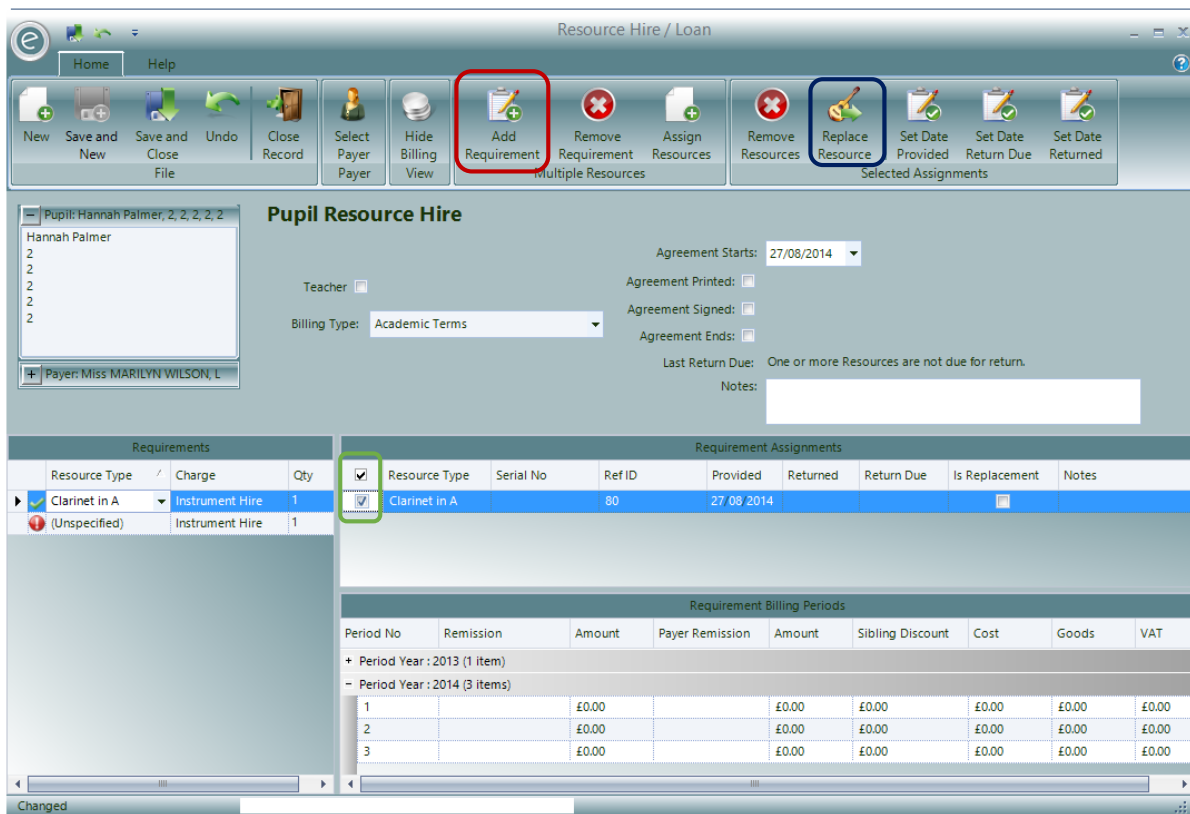 Resource Hire / Loan
Home Help
New Save and New Save and Close Undo Close Record Select Payer Hide Billing View Add Requirement Remove Requirement Assign Resources Remove Resources Replace Resource Set Date Provided Set Date Return Due Set Date Returned
File Payer View Multiple Resources Selected Assignments
Pupil: Hannah Palmer, 2, 2, 2, 2, 2
Hannah Palmer
2
2
2
2
2
Payer: Miss MARILYN WILSON, L
Pupil Resource Hire
Teacher
Billing Type: Academic Terms
Agreement Starts: 27/08/2014
Agreement Printed:
Agreement Signed:
Agreement Ends:
Last Return Due: One or more Resources are not due for return.
Notes:
Requirements
Resource Type Charge Qty
Clarinet in A Instrument Hire 1
(Unspecified) Instrument Hire 1
Requirement Assignments
Resource Type Serial No Ref ID Provided Returned Return Due Is Replacement Notes
Clarinet in A 80 27/08/2014
Requirement Billing Periods
Period No Remission Amount Payer Remission Amount Sibling Discount Cost Goods VAT
+ Period Year : 2013 (1 item)
- Period Year : 2014 (3 items)
1 £0.00 £0.00 £0.00 £0.00 £0.00 £0.00
2 £0.00 £0.00 £0.00 £0.00 £0.00 £0.00
3 £0.00 £0.00 £0.00 £0.00 £0.00 £0.00
Changed